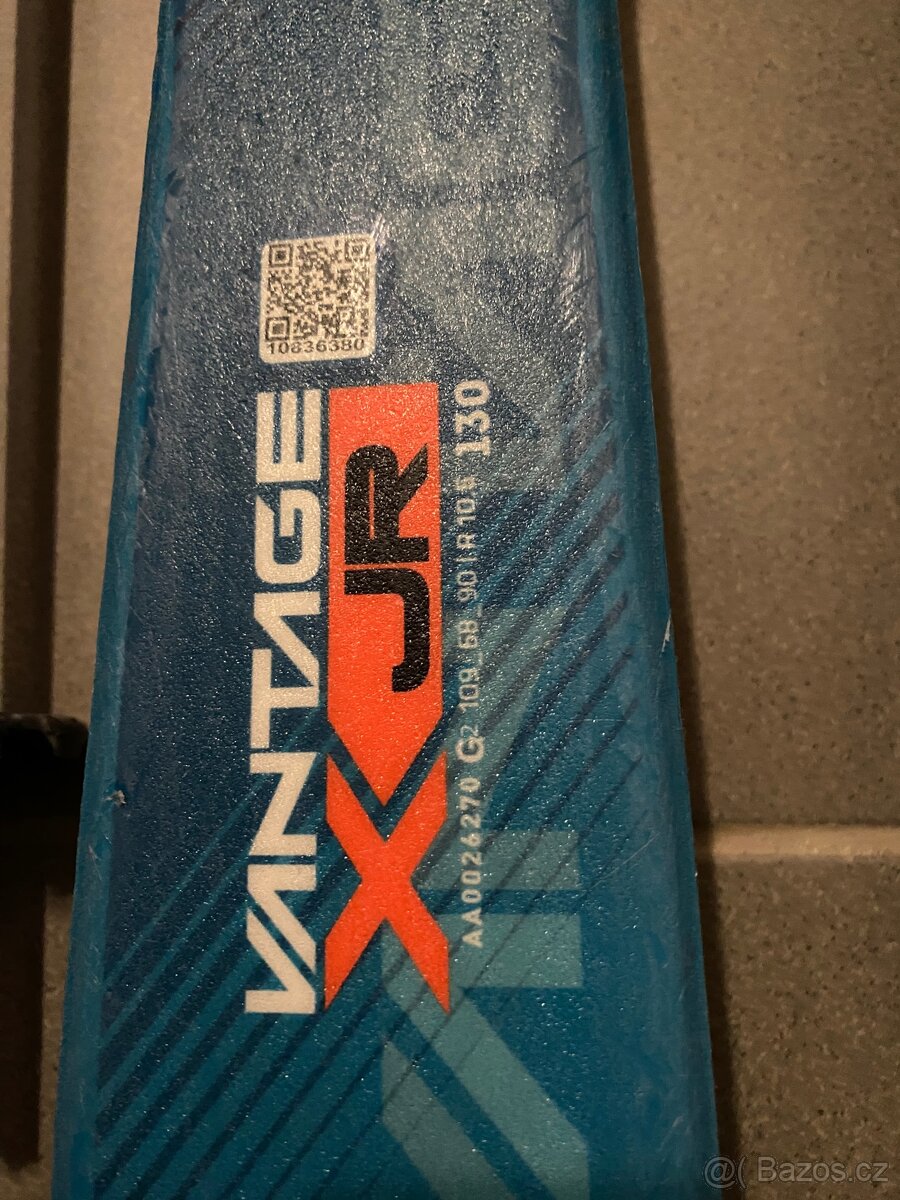 10836380
VANTAGE
X JR
AA0026270 G2 109_68_90 | R 10.5 130
@( Bazos.cz